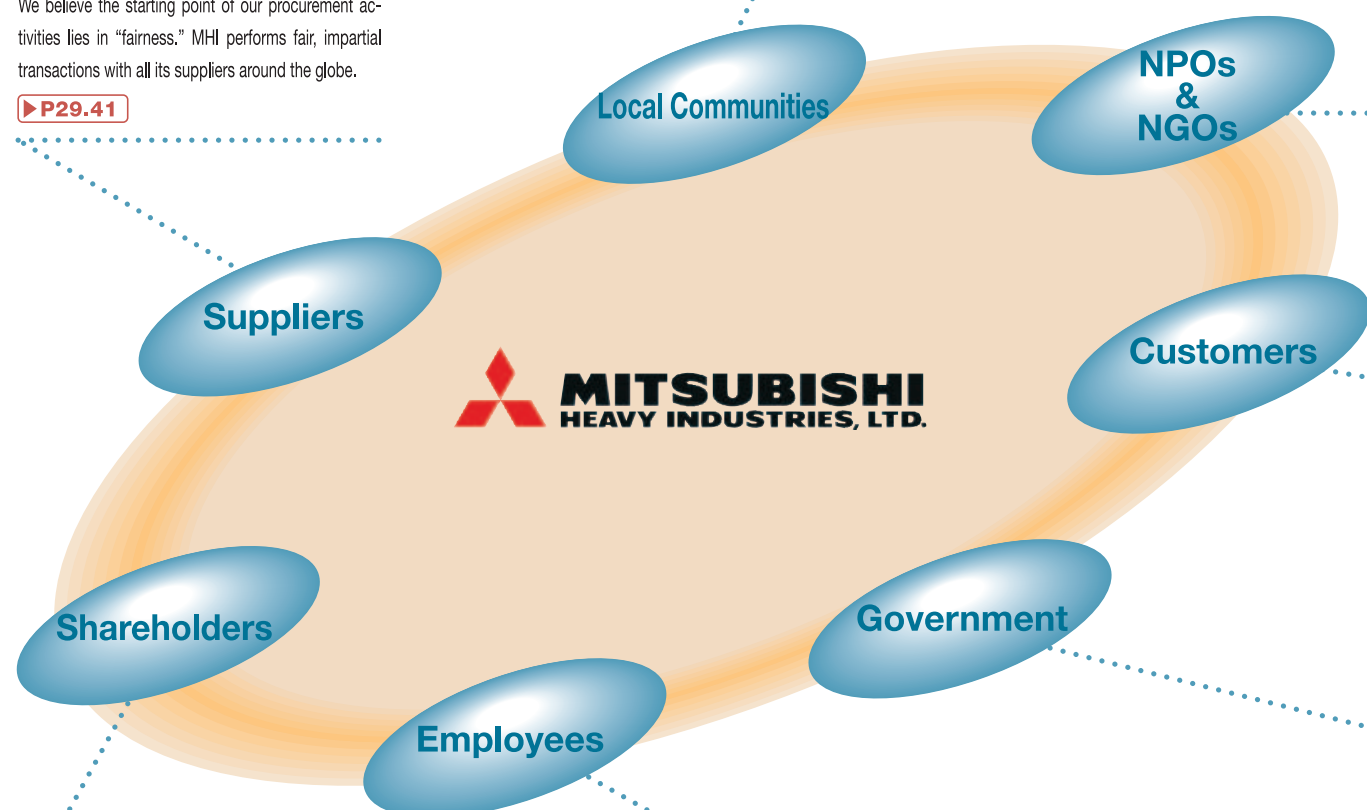 We believe the starting point of our procurement ac-
tivities lies in “fairness.” MHI performs fair, impartial
transactions with all its suppliers around the globe.
▶P29.41
Local Communities
NPOs
&
NGOs
Suppliers
Customers
MITSUBISHI
HEAVY INDUSTRIES, LTD.
Shareholders
Government
Employees